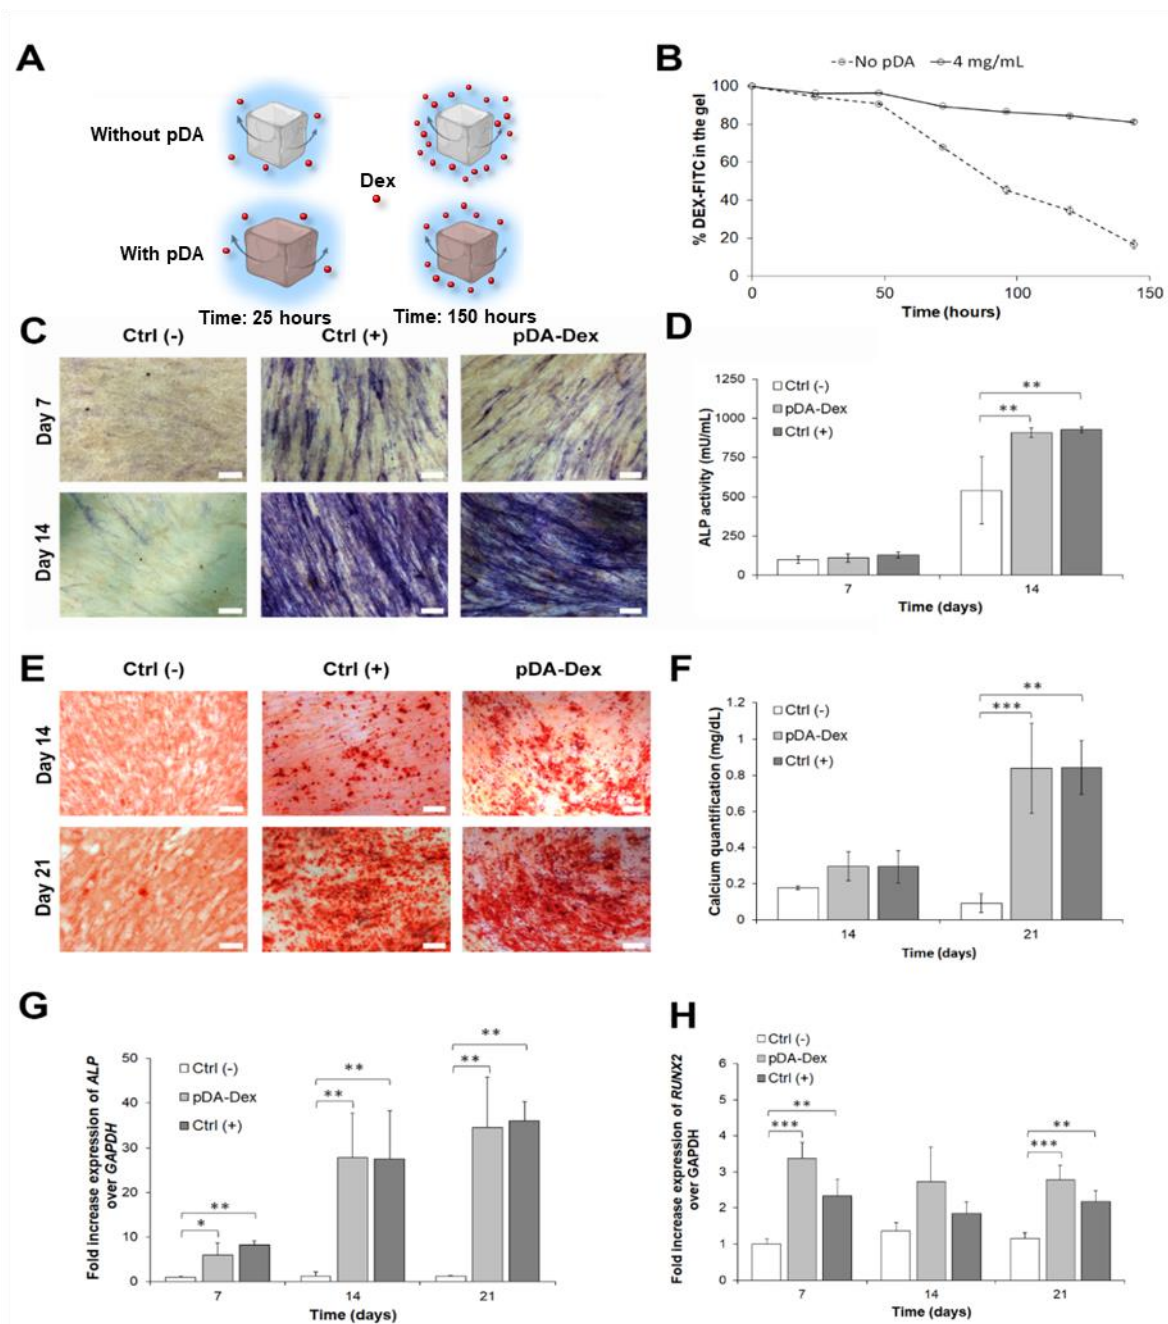 A
Without pDA
With pDA
Dex
Time: 25 hours
Time: 150 hours
B
No pDA
4 mg/mL
% DEX-FITC in the gel
100
80
60
40
20
0
0
50
100
150
Time (hours)
C
Ctrl (-)
Ctrl (+)
pDA-Dex
Day 7
Day 14
D
Ctrl (-)
pDA-Dex
Ctrl (+)
**
**
ALP activity (mU/mL)
1250
1000
750
500
250
0
7
14
Time (days)
E
Ctrl (-)
Ctrl (+)
pDA-Dex
Day 14
Day 21
F
Ctrl (-)
pDA-Dex
Ctrl (+)
**
***
Calcium quantification (mg/dL)
1.2
1
0.8
0.6
0.4
0.2
0
14
21
Time (days)
G
Ctrl (-)
pDA-Dex
Ctrl (+)
**
*
**
**
**
**
Fold increase expression of ALP
over GAPDH
50
40
30
20
10
0
7
14
21
Time (days)
H
Ctrl (-)
pDA-Dex
Ctrl (+)
**
***
**
***
Fold increase expression of RUNX2
over GAPDH
6
5
4
3
2
1
0
7
14
21
Time (days)